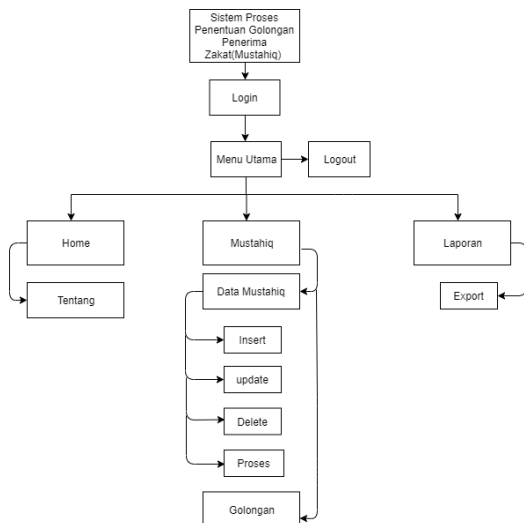 Sistem Proses
Penentuan Golongan
Penerima
Zakat(Mustahiq)
Login
Menu Utama
Logout
Home
Mustahiq
Laporan
Tentang
Data Mustahiq
Export
Insert
update
Delete
Proses
Golongan